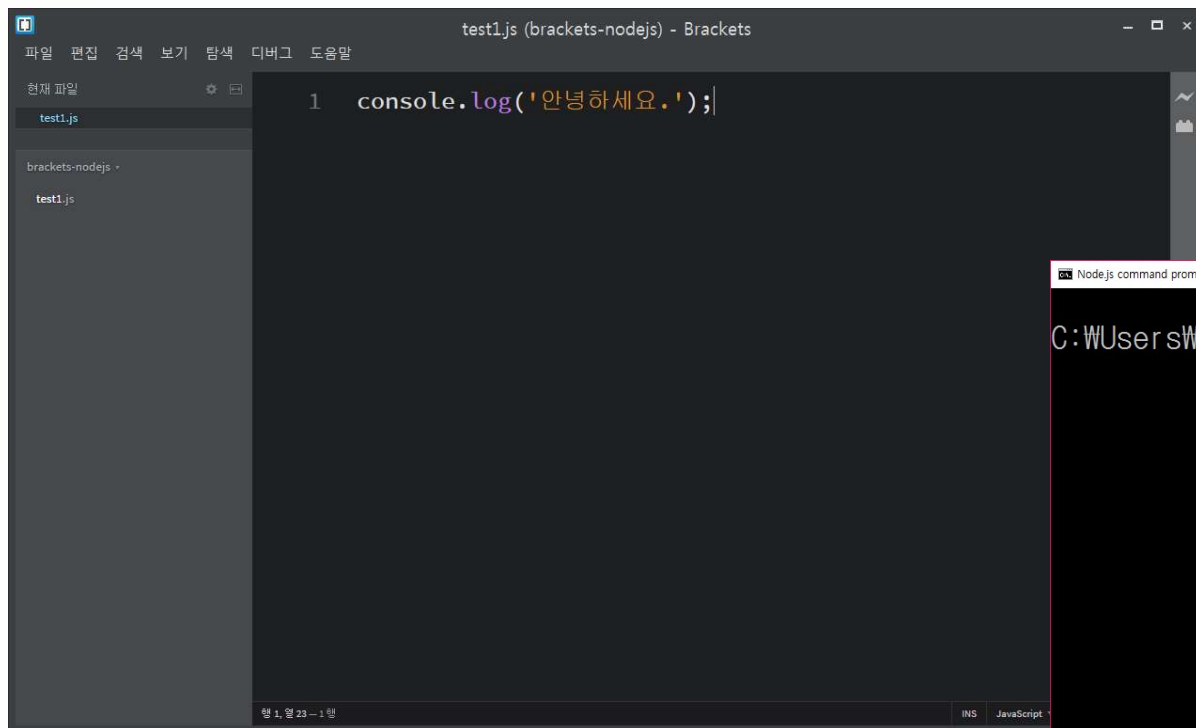 test1.js (brackets-nodejs) - Brackets
파일 편집 검색 보기 탐색 디버그 도움말
현재 파일
test1.js
brackets-nodejs
test1.js
1 console.log('안녕하세요.');
Node.js command prom
C:₩Users₩
행 1, 열 23 — 1 행
INS JavaScript